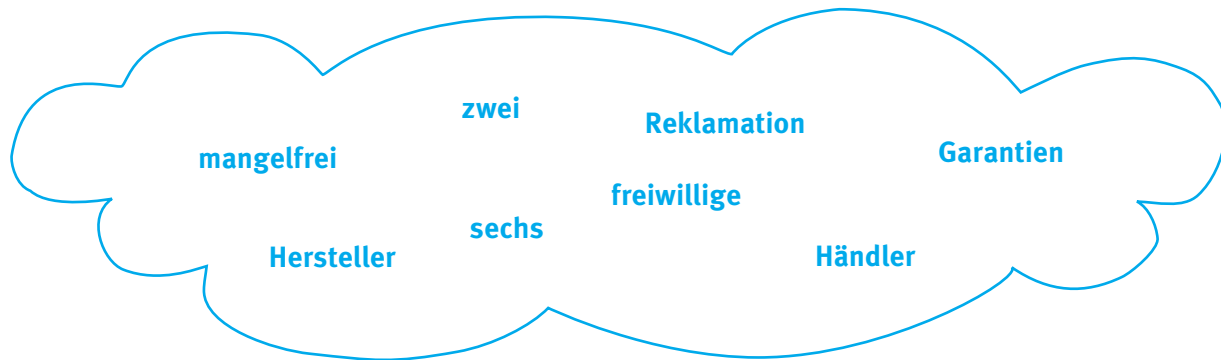 zwei
Reklamation
mangelfrei
Garantien
freiwillige
sechs
Hersteller
Händler